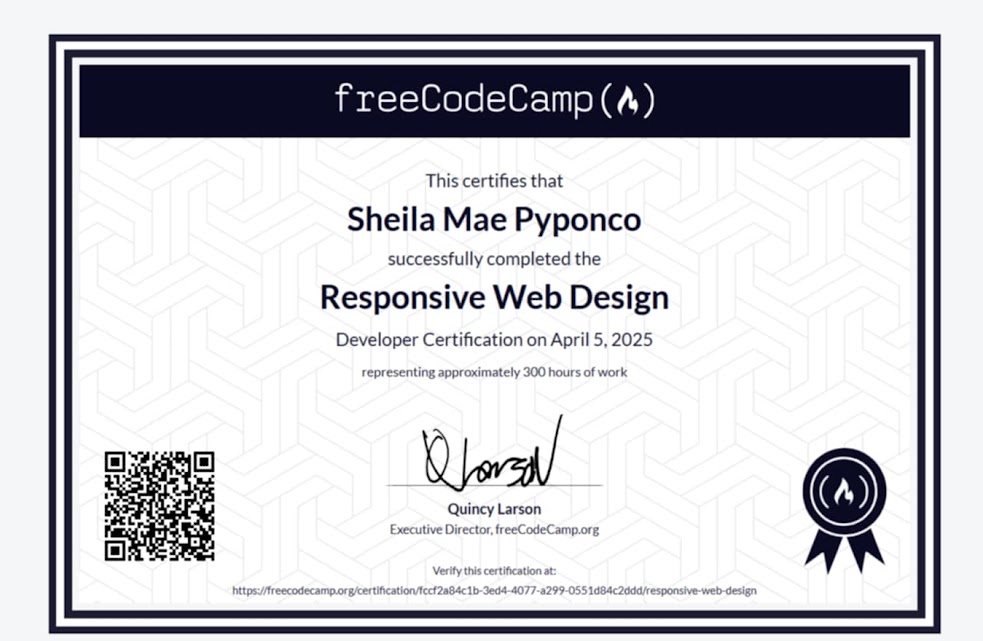 freeCodeCamp
This certifies that
Sheila Mae Pyponco
successfully completed the
Responsive Web Design
Developer Certification on April 5, 2025
representing approximately 300 hours of work
Quincy Larson
Executive Director, freeCodeCamp.org
Verify this certification at:
https://freecodecamp.org/certification/fccf2a84c1b-3ed4-4077-a299-0551d84c2ddd/responsive-web-design